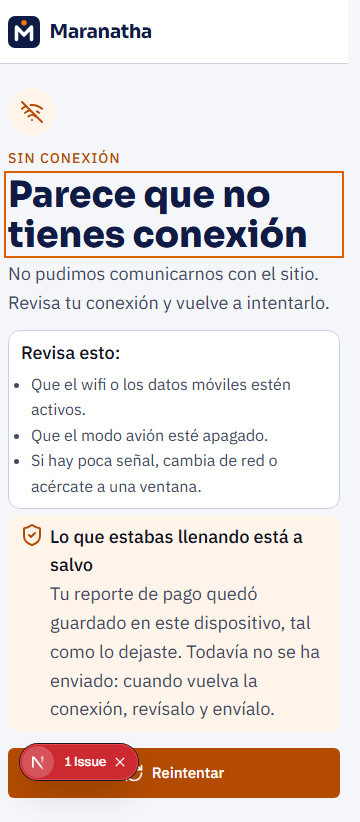 Maranatha
SIN CONEXIÓN
Parece que no
tienes conexión
No pudimos comunicarnos con el sitio.
Revisa tu conexión y vuelve a intentarlo.
Revisa esto:
• Que el wifi o los datos móviles estén
activos.
• Que el modo avión esté apagado.
• Si hay poca señal, cambia de red o
acércate a una ventana.
Lo que estabas llenando está a
salvo
Tu reporte de pago quedó
guardado en este dispositivo, tal
como lo dejaste. Todavía no se ha
enviado: cuando vuelva la
conexión, revísalo y envíalo.
N 1 Issue × Reintentar